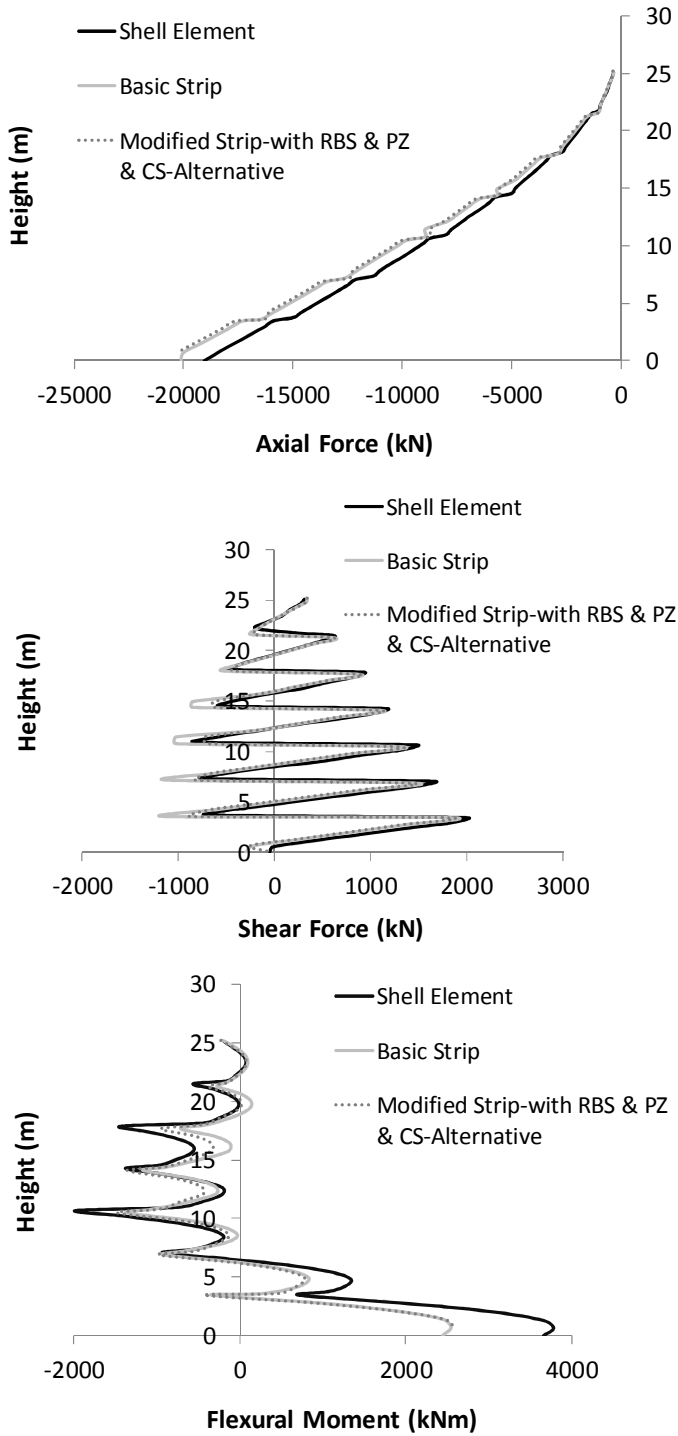 Shell Element
Basic Strip
Modified Strip-with RBS & PZ
& CS-Alternative
Height (m)
30
25
20
15
10
5
0
-25000 -20000 -15000 -10000 -5000 0
Axial Force (kN)
Shell Element
Basic Strip
Modified Strip-with RBS & PZ
& CS-Alternative
Height (m)
30
25
20
15
10
5
0
-2000 -1000 0 1000 2000 3000
Shear Force (kN)
Shell Element
Basic Strip
Modified Strip-with RBS & PZ
& CS-Alternative
Height (m)
30
25
20
15
10
5
0
-2000 0 2000 4000
Flexural Moment (kNm)